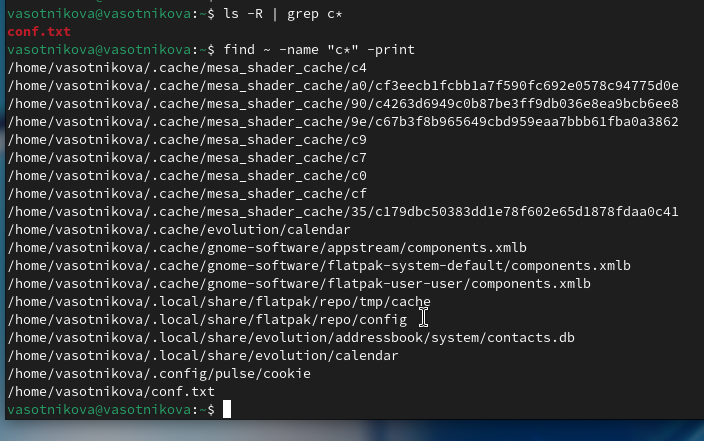 vasotnikova@vasotnikova:~$ ls -R | grep c*
conf.txt
vasotnikova@vasotnikova:~$ find ~ -name "c*" -print
/home/vasotnikova/.cache/mesa_shader_cache/c4
/home/vasotnikova/.cache/mesa_shader_cache/a0/cf3eecb1fcbb1a7f590fc692e0578c94775d0e
/home/vasotnikova/.cache/mesa_shader_cache/90/c4263d6949c0b87be3ff9db036e8ea9bcb6ee8
/home/vasotnikova/.cache/mesa_shader_cache/9e/c67b3f8b965649cbd959eaa7bbb61fba0a3862
/home/vasotnikova/.cache/mesa_shader_cache/c9
/home/vasotnikova/.cache/mesa_shader_cache/c7
/home/vasotnikova/.cache/mesa_shader_cache/c0
/home/vasotnikova/.cache/mesa_shader_cache/cf
/home/vasotnikova/.cache/mesa_shader_cache/35/c179dbc50383dd1e78f602e65d1878fdaa0c41
/home/vasotnikova/.cache/evolution/calendar
/home/vasotnikova/.cache/gnome-software/appstream/components.xmlb
/home/vasotnikova/.cache/gnome-software/flatpak-system-default/components.xmlb
/home/vasotnikova/.cache/gnome-software/flatpak-user-user/components.xmlb
/home/vasotnikova/.local/share/flatpak/repo/tmp/cache
/home/vasotnikova/.local/share/flatpak/repo/config
/home/vasotnikova/.local/share/evolution/addressbook/system/contacts.db
/home/vasotnikova/.local/share/evolution/calendar
/home/vasotnikova/.config/pulse/cookie
/home/vasotnikova/conf.txt
vasotnikova@vasotnikova:~$